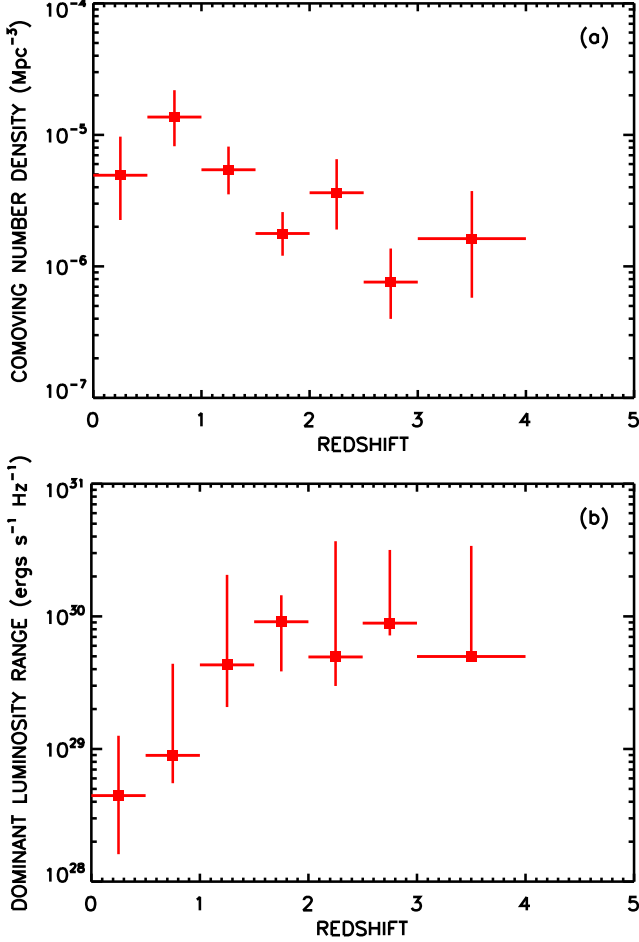 COMOVING NUMBER DENSITY (Mpc⁻³)
10⁻⁴
10⁻⁵
10⁻⁶
10⁻⁷
(a)
0 1 2 3 4 5
REDSHIFT
DOMINANT LUMINOSITY RANGE (ergs s⁻¹ Hz⁻¹)
10³¹
10³⁰
10²⁹
10²⁸
(b)
0 1 2 3 4 5
REDSHIFT